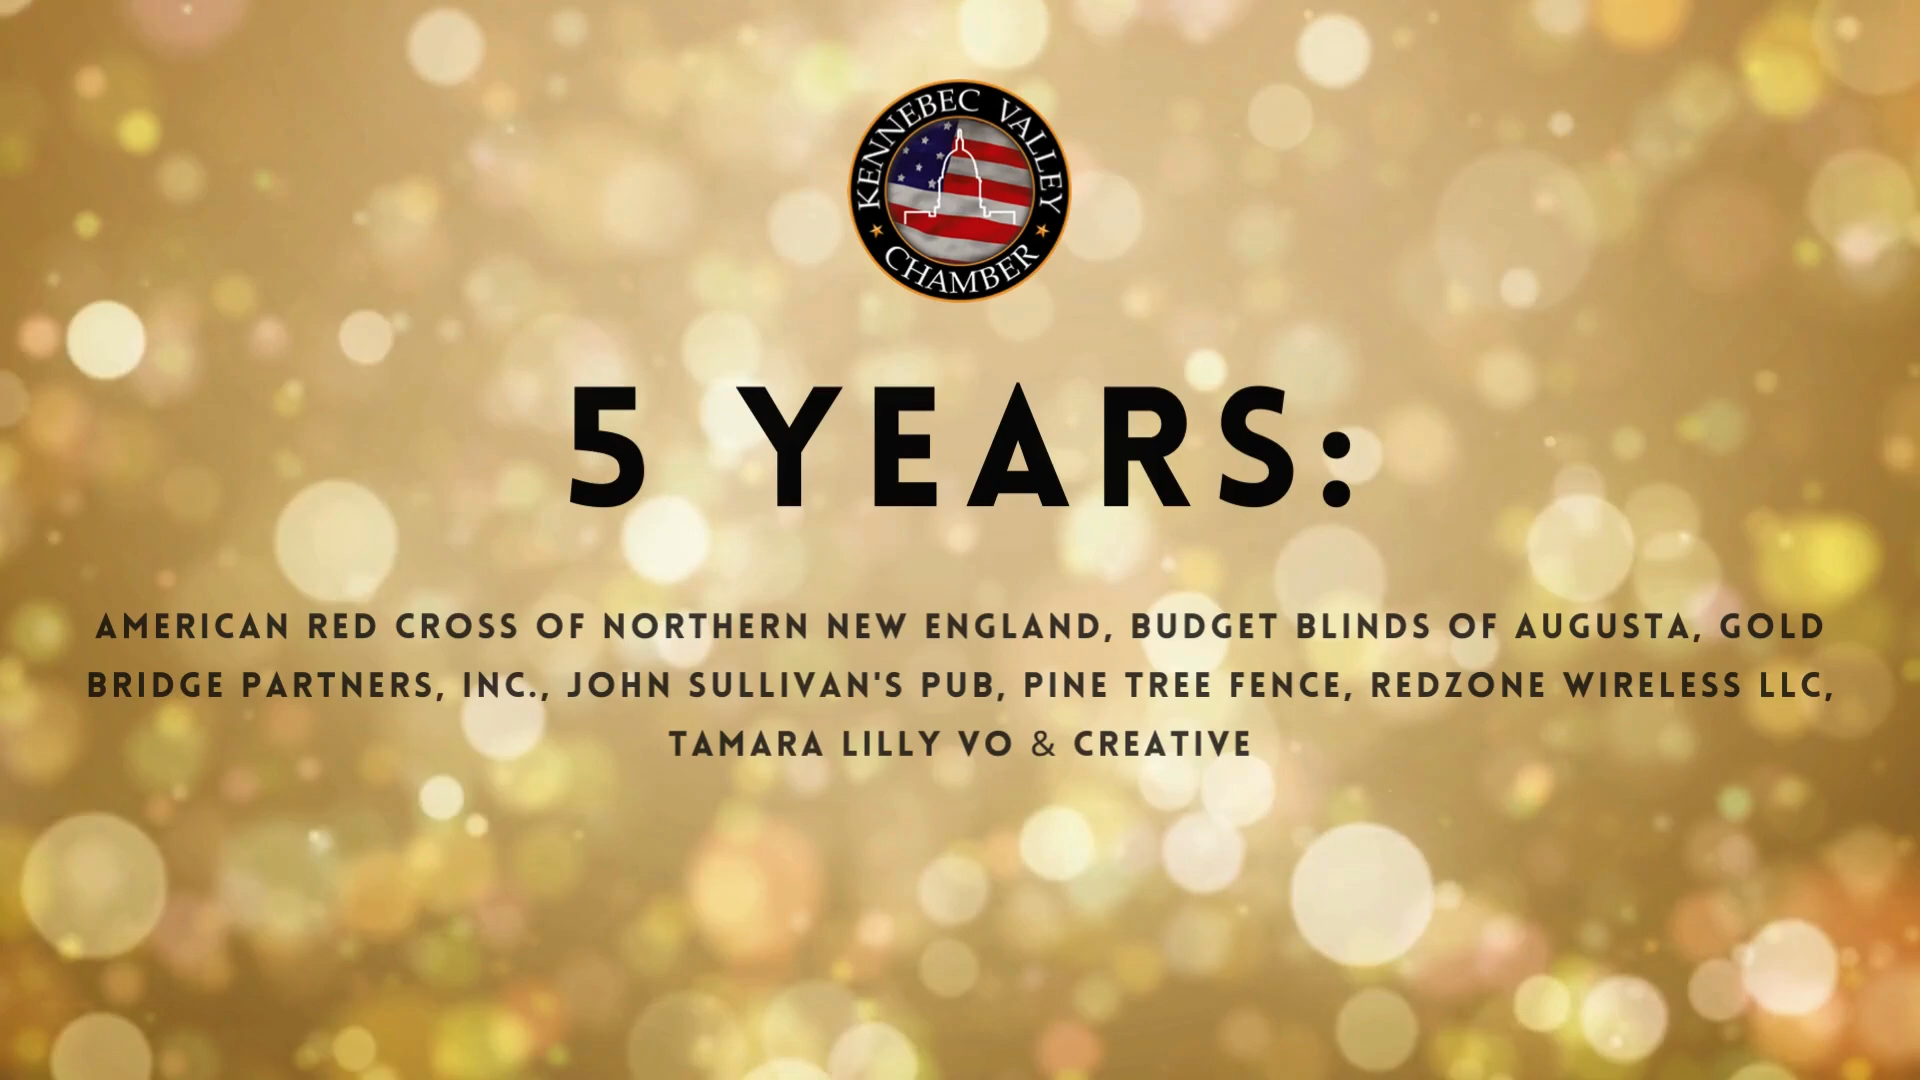 KENNEBEC VALLEY
CHAMBER
5 YEARS:
AMERICAN RED CROSS OF NORTHERN NEW ENGLAND, BUDGET BLINDS OF AUGUSTA, GOLD
BRIDGE PARTNERS, INC., JOHN SULLIVAN'S PUB, PINE TREE FENCE, REDZONE WIRELESS LLC,
TAMARA LILLY VO & CREATIVE